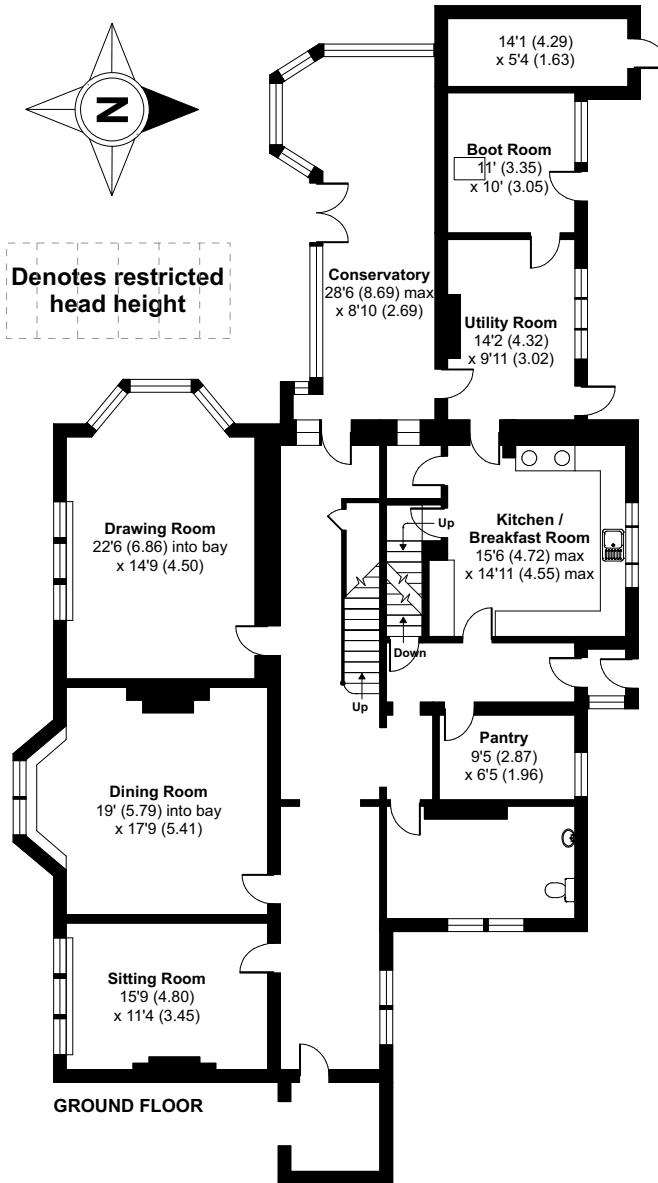 14'1 (4.29)
x 5'4 (1.63)
N
Boot Room
11' (3.35)
x 10' (3.05)
Denotes restricted
head height
Conservatory
28'6 (8.69) max
x 8'10 (2.69)
Utility Room
14'2 (4.32)
x 9'11 (3.02)
Drawing Room
22'6 (6.86) into bay
x 14'9 (4.50)
Up
Kitchen /
Breakfast Room
15'6 (4.72) max
x 14'11 (4.55) max
Down
Up
Pantry
9'5 (2.87)
x 6'5 (1.96)
Dining Room
19' (5.79) into bay
x 17'9 (5.41)
Sitting Room
15'9 (4.80)
x 11'4 (3.45)
GROUND FLOOR